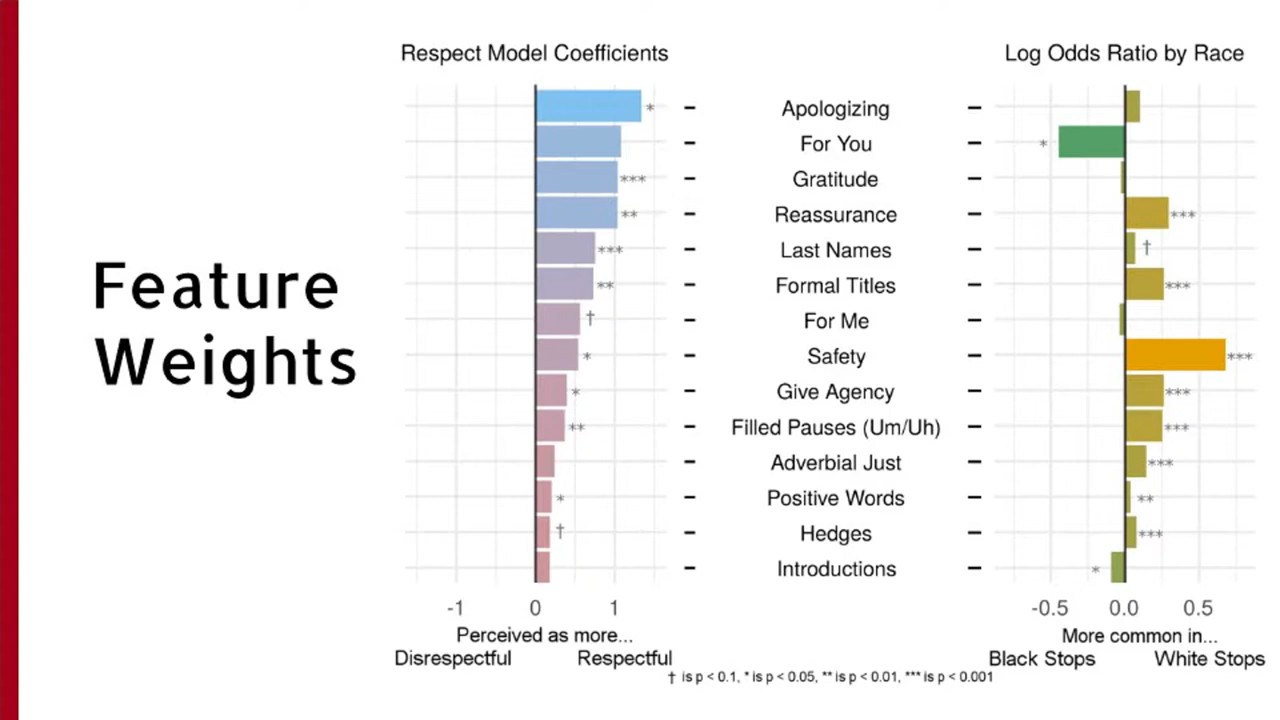 Feature
Weights
Respect Model Coefficients
Log Odds Ratio by Race
* Apologizing
For You *
*** Gratitude
** Reassurance ***
*** Last Names †
** Formal Titles ***
† For Me
* Safety ***
* Give Agency ***
** Filled Pauses (Um/Uh) ***
Adverbial Just ***
* Positive Words **
† Hedges ***
Introductions *
-1 0 1
-0.5 0.0 0.5
Perceived as more...
More common in...
Disrespectful Respectful
Black Stops White Stops
† is p < 0.1, * is p < 0.05, ** is p < 0.01, *** is p < 0.001